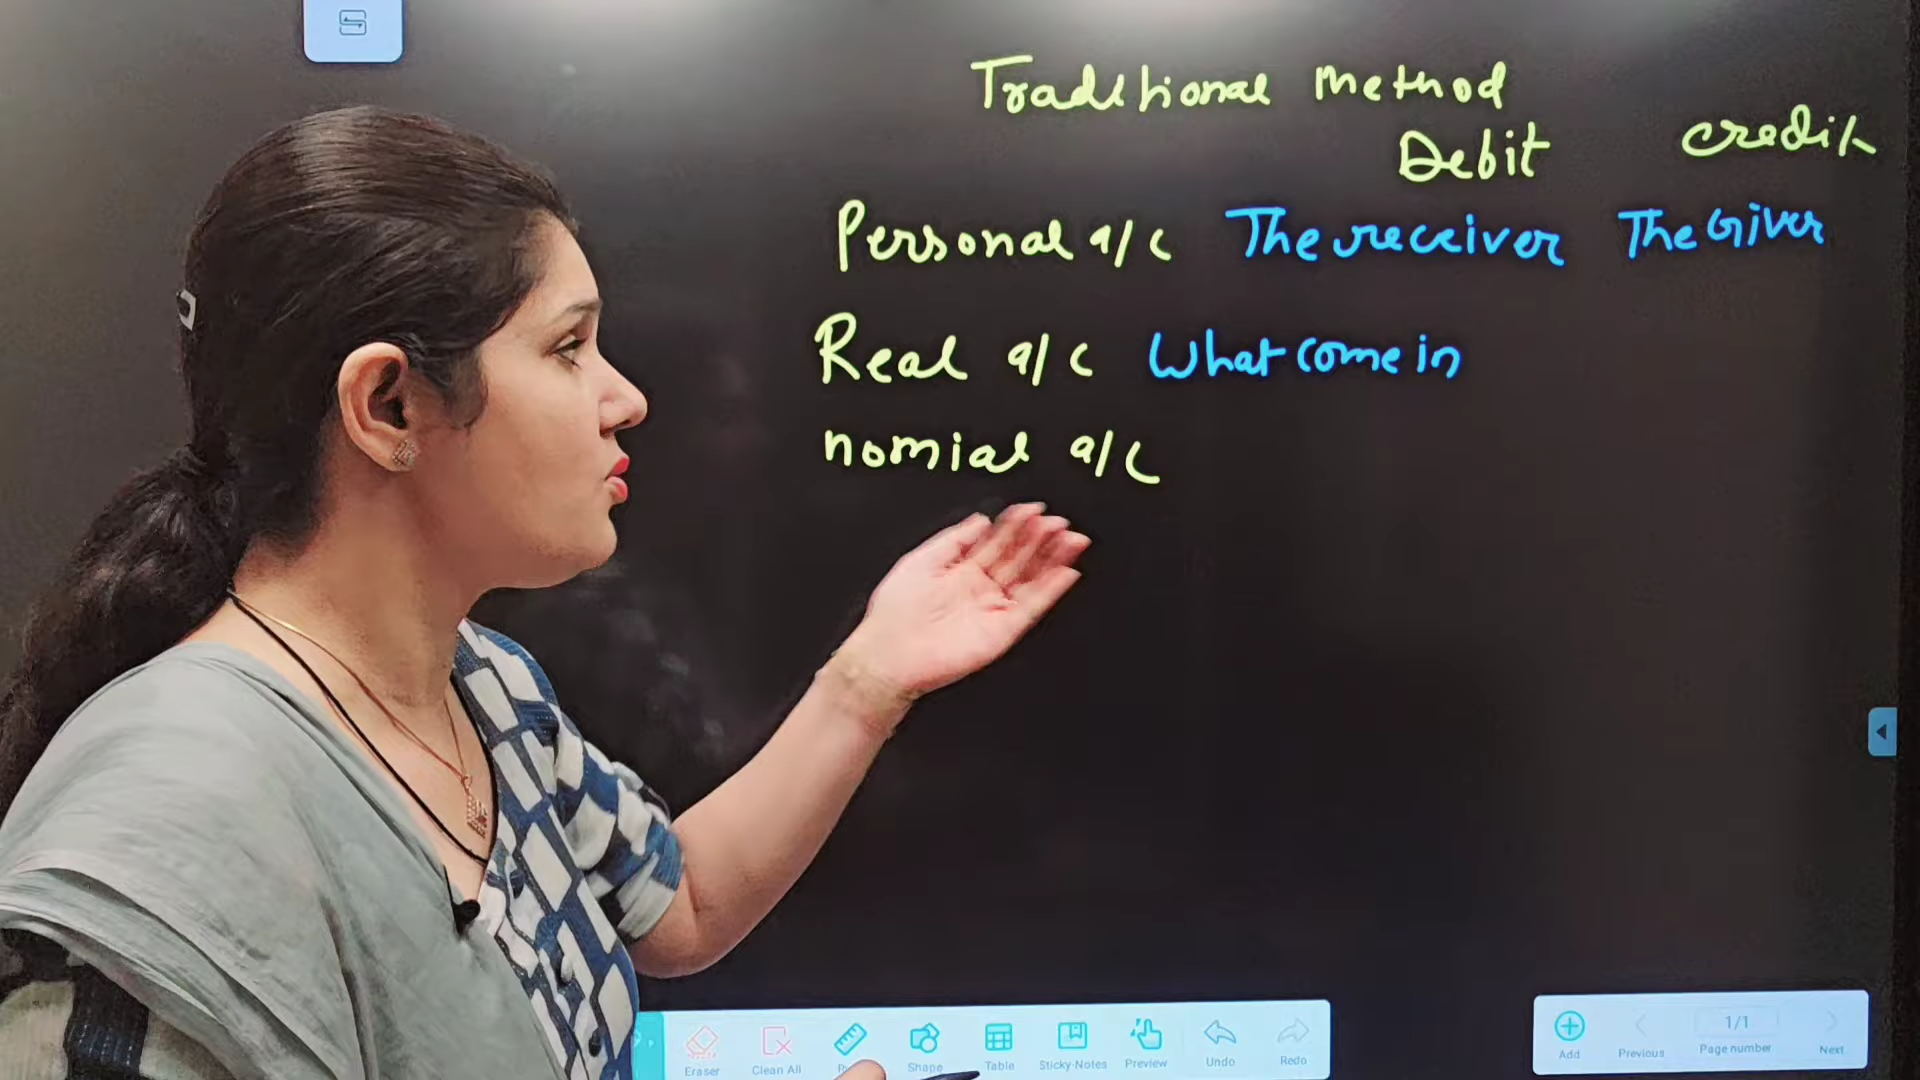 Traditional Method
Debit credit
Personal a/c The receiver The Giver
Real a/c What come in
nomial a/c
Eraser Clean All Shape Table Sticky-Notes Preview Undo Redo
Add Previous 1/1 Page number Next